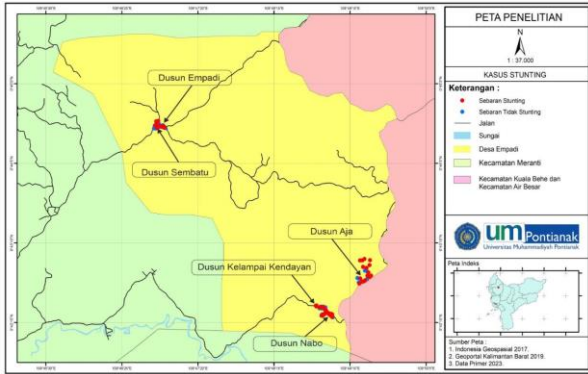 PETA PENELITIAN
N
1 : 37.000
KASUS STUNTING
Keterangan :
Sebaran Stunting
Sebaran Tidak Stunting
Jalan
Sungai
Desa Empadi
Kecamatan Meranti
Kecamatan Kuala Behe dan
Kecamatan Air Besar
um Pontianak
Universitas Muhammadiyah Pontianak
Peta Indeks
Sumber Peta :
1. Indonesia Geospasial 2017.
2. Geoportal Kalimantan Barat 2019.
3. Data Primer 2023.
Dusun Empadi
Dusun Sembatu
Dusun Aja
Dusun Kelampai Kendayan
Dusun Nabo